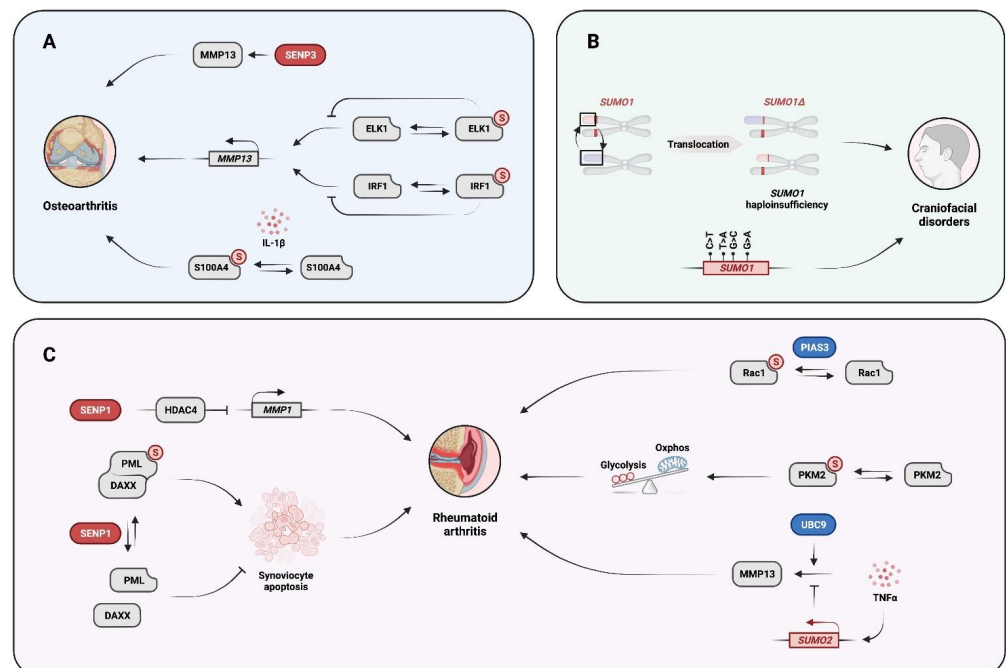 A
MMP13
SENP3
S
ELK1
ELK1
MMP13
S
IRF1
IRF1
Osteoarthritis
IL-1β
S
S100A4
S100A4
B
SUMO1
SUMO1Δ
Translocation
SUMO1
haploinsufficiency
Craniofacial
disorders
C>T
T>A
G>C
G>A
SUMO1
C
SENP1
HDAC4
MMP1
S
PML
DAXX
SENP1
PML
DAXX
Synoviocyte
apoptosis
Rheumatoid
arthritis
PIAS3
S
Rac1
Rac1
Oxphos
Glycolysis
S
PKM2
PKM2
UBC9
MMP13
TNFα
SUMO2